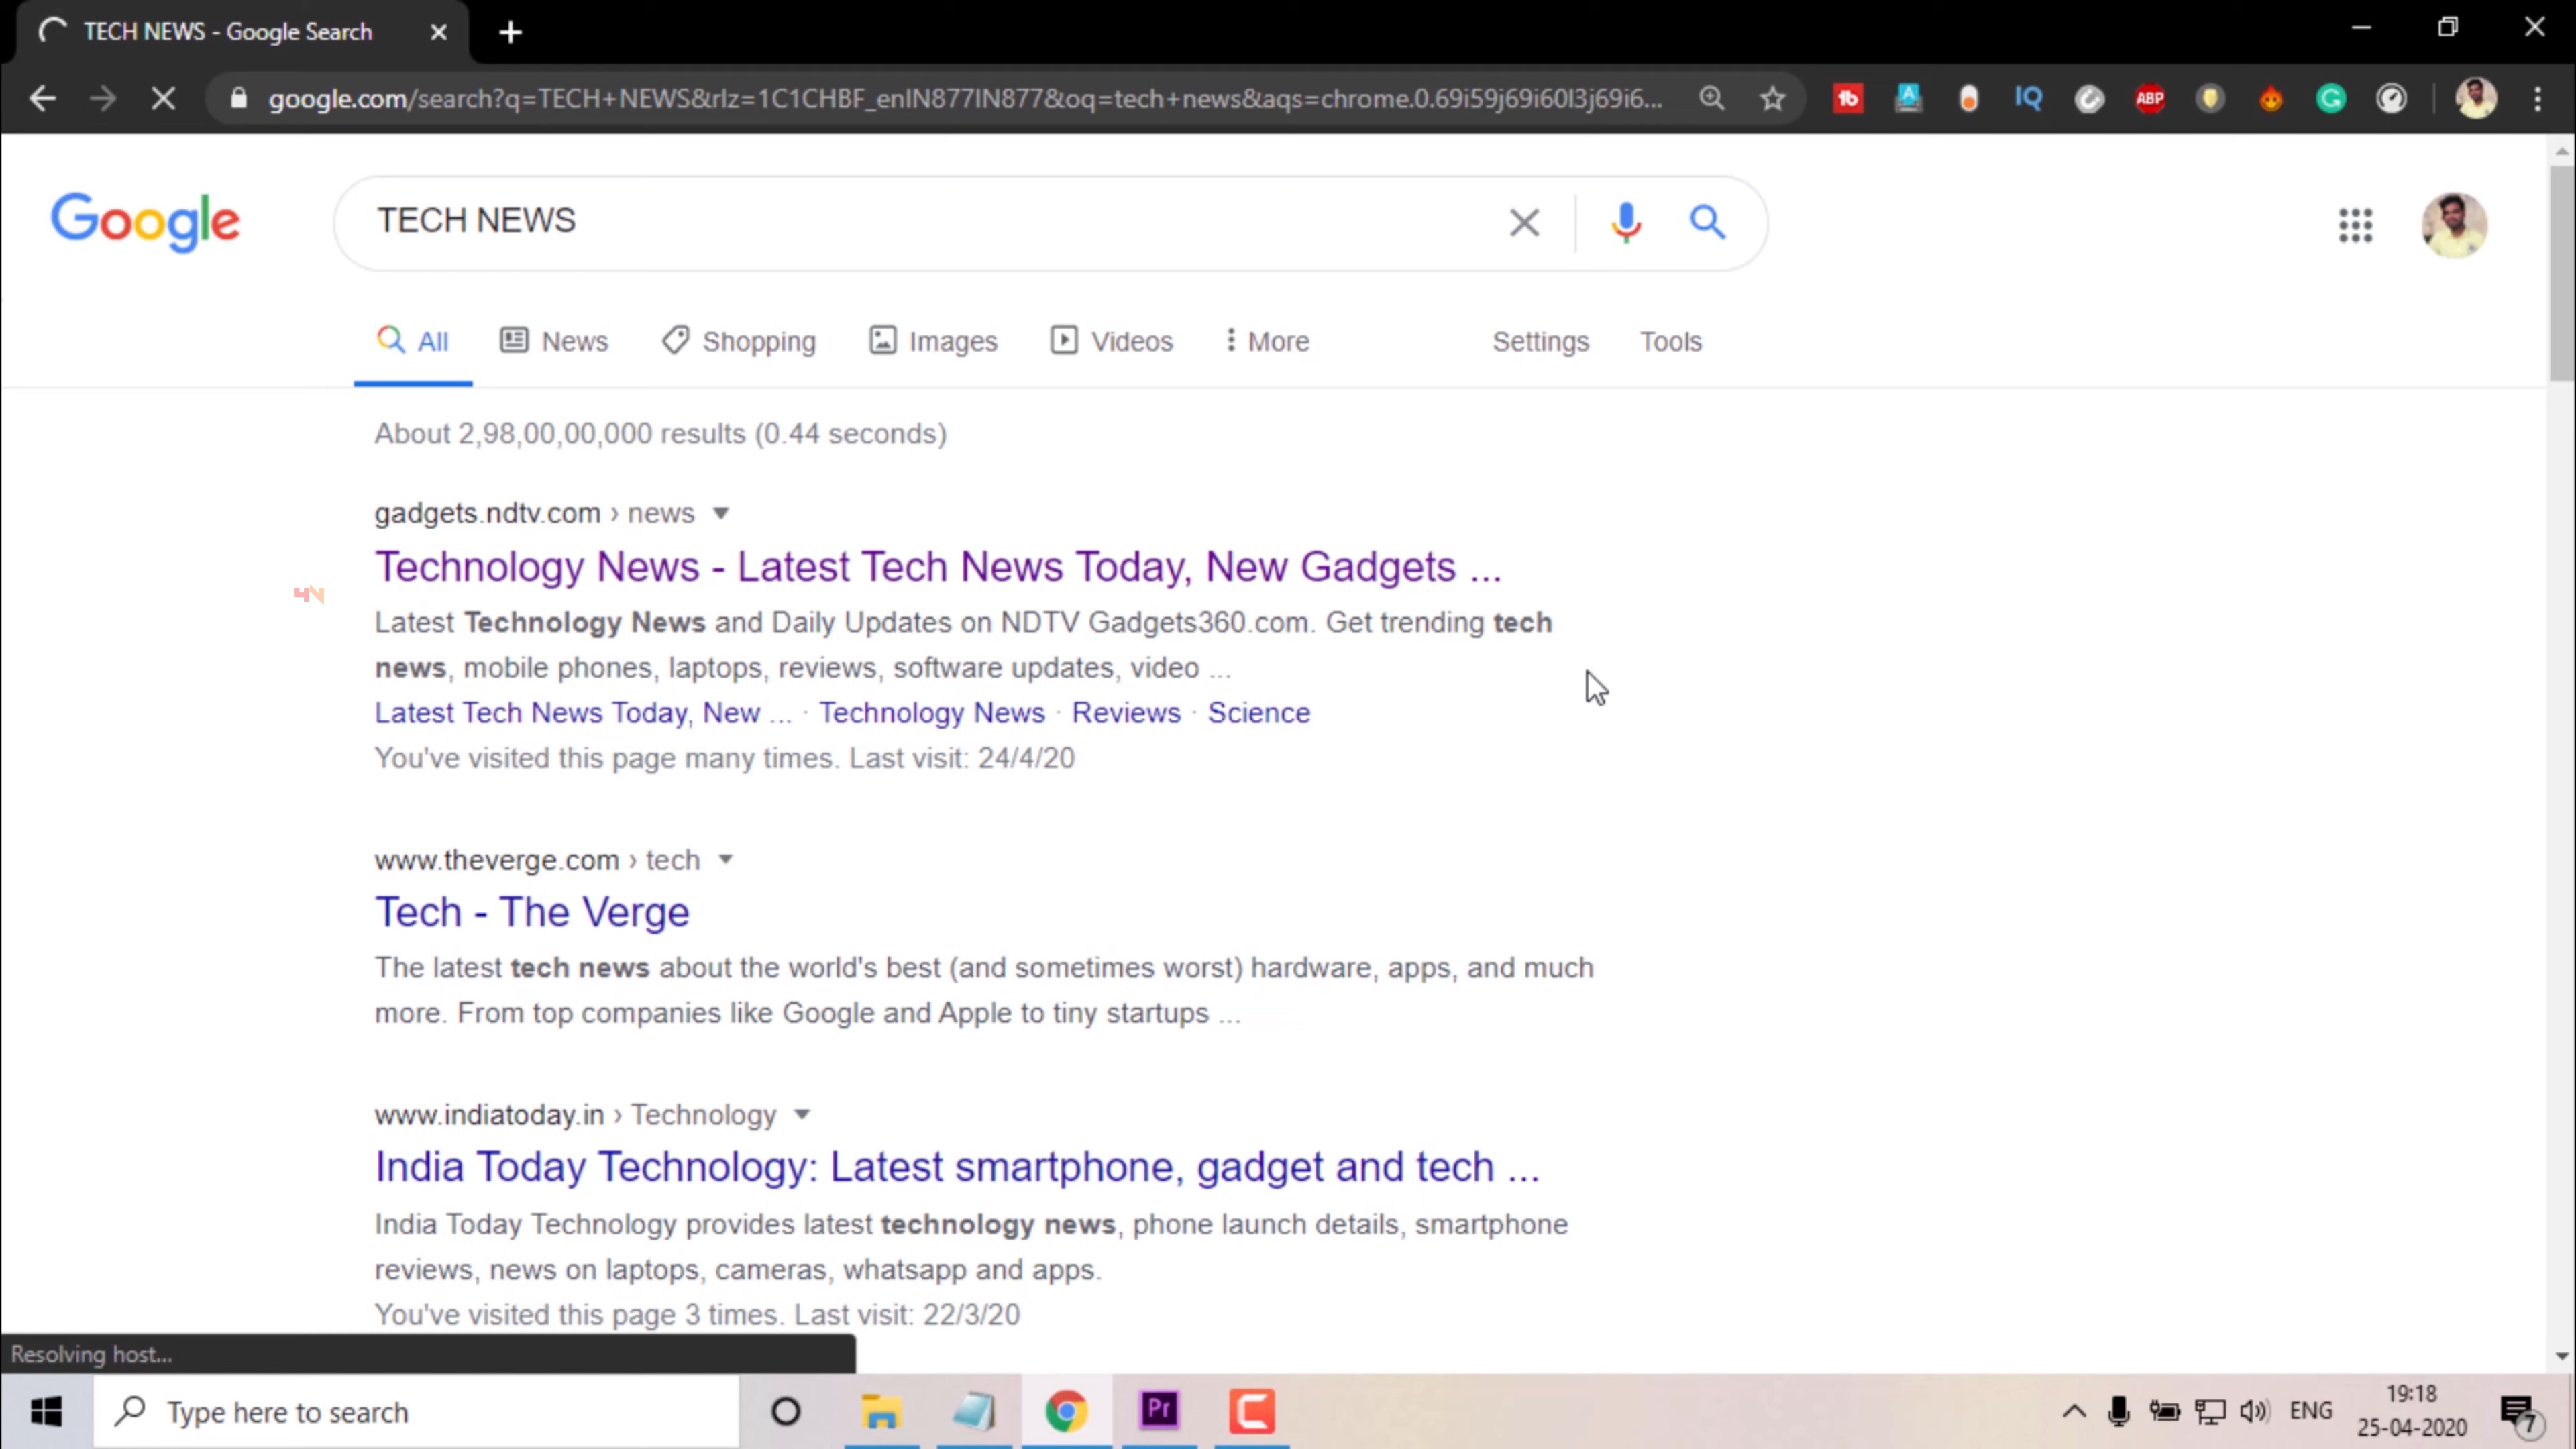 TECH NEWS - Google Search
google.com/search?q=TECH+NEWS&rlz=1C1CHBF_enIN877IN877&oq=tech+news&aqs=chrome.0.69i59j69i60l3j69i6...
tb A IQ ABP G
Google TECH NEWS
All News Shopping Images Videos More Settings Tools
About 2,98,00,00,000 results (0.44 seconds)
gadgets.ndtv.com › news
Technology News - Latest Tech News Today, New Gadgets ...
Latest Technology News and Daily Updates on NDTV Gadgets360.com. Get trending tech
news, mobile phones, laptops, reviews, software updates, video ...
Latest Tech News Today, New ... · Technology News · Reviews · Science
You've visited this page many times. Last visit: 24/4/20
www.theverge.com › tech
Tech - The Verge
The latest tech news about the world's best (and sometimes worst) hardware, apps, and much
more. From top companies like Google and Apple to tiny startups ...
www.indiatoday.in › Technology
India Today Technology: Latest smartphone, gadget and tech ...
India Today Technology provides latest technology news, phone launch details, smartphone
reviews, news on laptops, cameras, whatsapp and apps.
You've visited this page 3 times. Last visit: 22/3/20
Resolving host...
Type here to search
Pr
ENG
19:18
25-04-2020
7